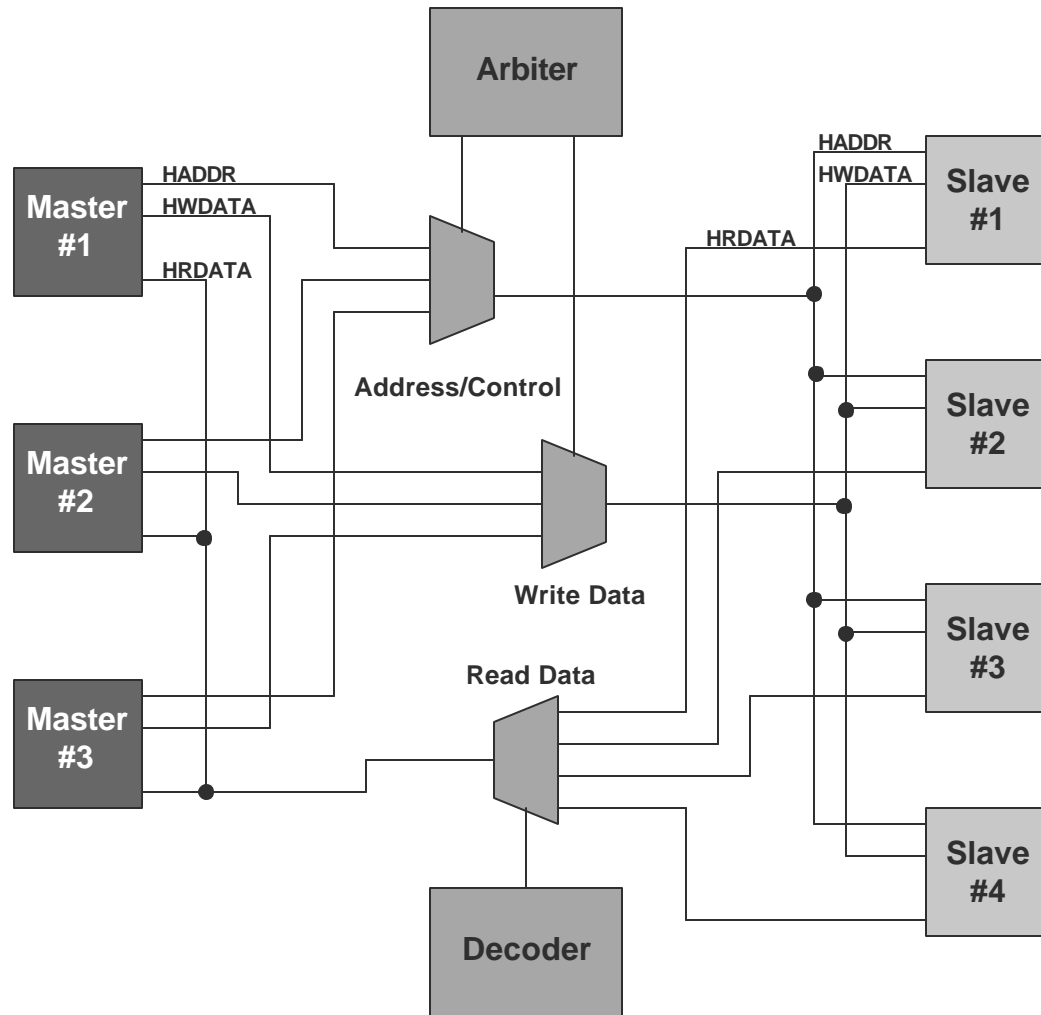 Arbiter
HADDR
HWDATA
HRDATA
Master
#1
HADDR
HWDATA
HRDATA
Slave
#1
Address/Control
Slave
#2
Master
#2
Write Data
Slave
#3
Read Data
Master
#3
Slave
#4
Decoder